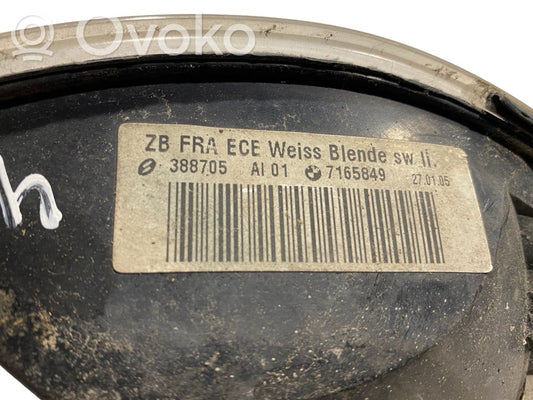 Ovoko
ZB FRA ECE Weiss Blende sw li.
388705 AI 01 7165849 27.01.05